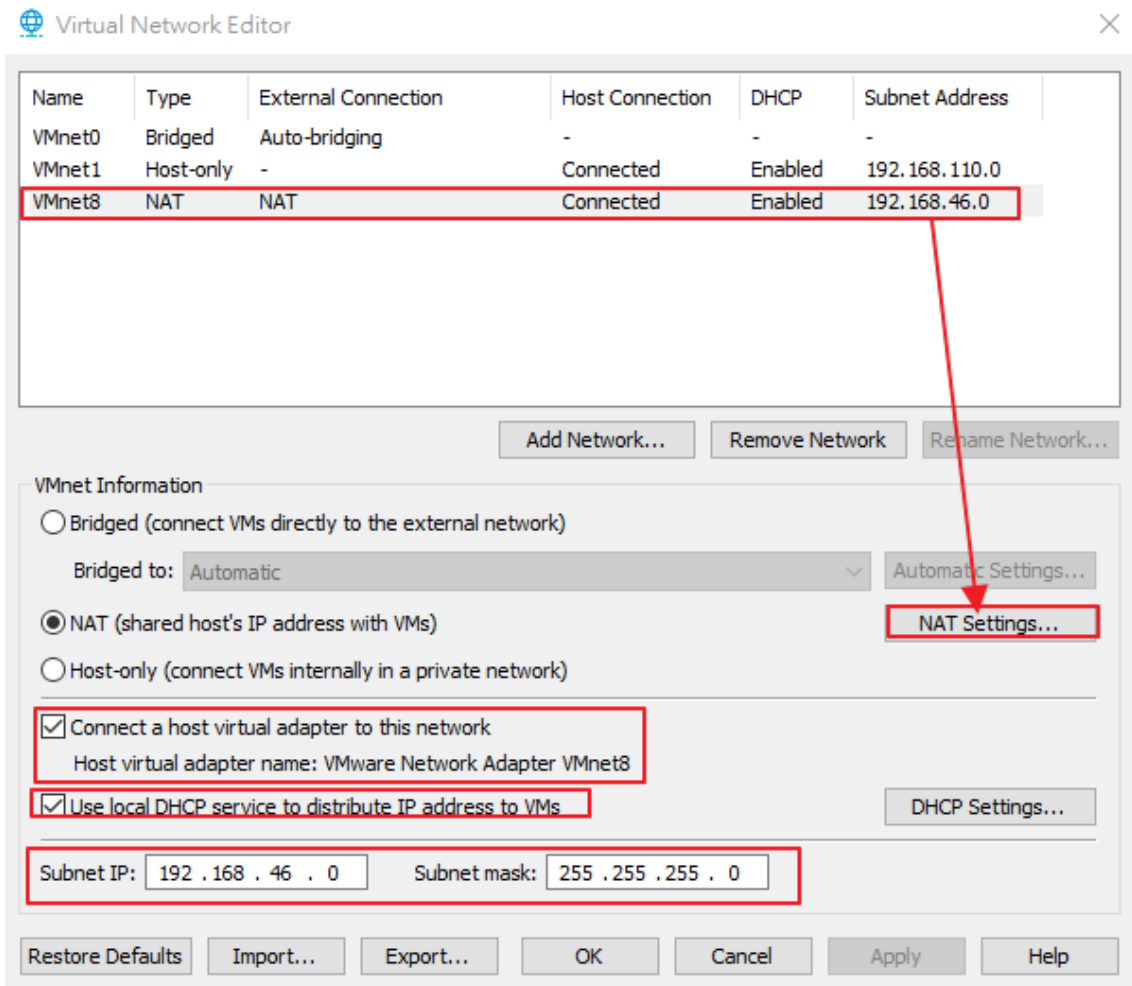 Virtual Network Editor
Name Type External Connection Host Connection DHCP Subnet Address
VMnet0 Bridged Auto-bridging - - -
VMnet1 Host-only - Connected Enabled 192.168.110.0
VMnet8 NAT NAT Connected Enabled 192.168.46.0
Add Network... Remove Network Rename Network...
VMnet Information
Bridged (connect VMs directly to the external network)
Bridged to: Automatic Automatic Settings...
NAT (shared host's IP address with VMs) NAT Settings...
Host-only (connect VMs internally in a private network)
Connect a host virtual adapter to this network
Host virtual adapter name: VMware Network Adapter VMnet8
Use local DHCP service to distribute IP address to VMs DHCP Settings...
Subnet IP: 192 . 168 . 46 . 0 Subnet mask: 255 . 255 . 255 . 0
Restore Defaults Import... Export... OK Cancel Apply Help